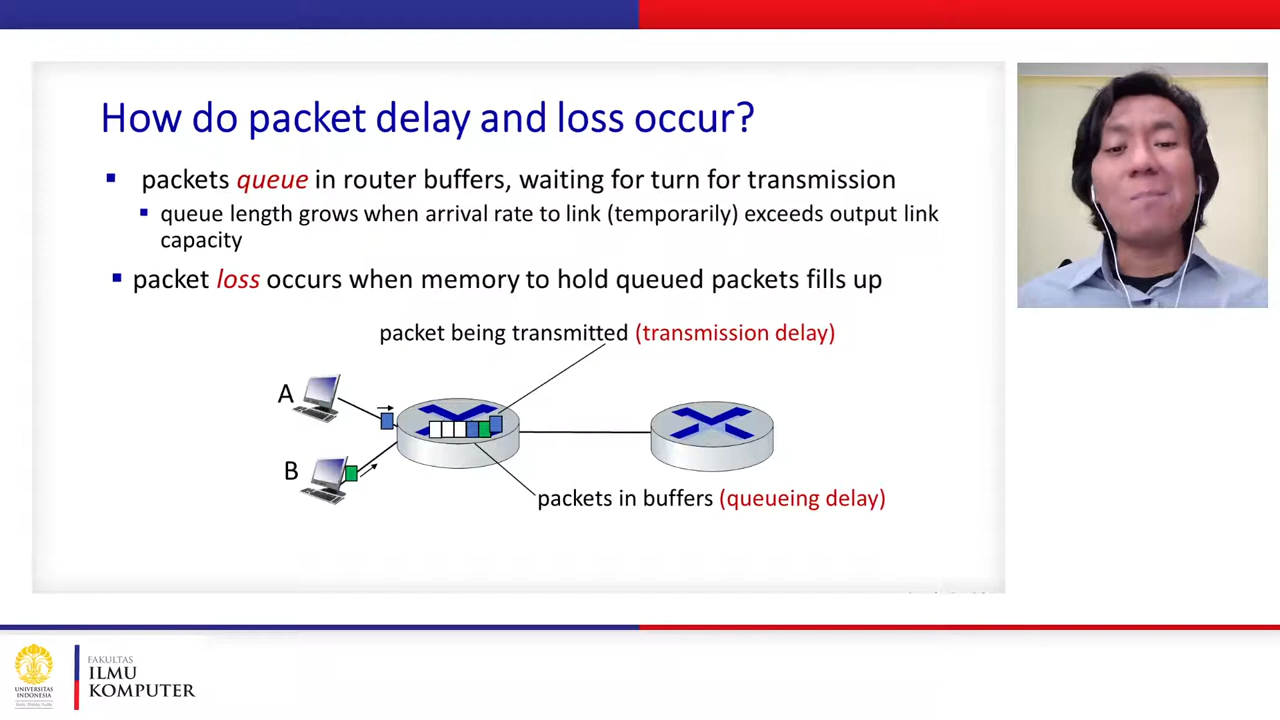 How do packet delay and loss occur?
packets queue in router buffers, waiting for turn for transmission
queue length grows when arrival rate to link (temporarily) exceeds output link
capacity
packet loss occurs when memory to hold queued packets fills up
packet being transmitted (transmission delay)
A
B
packets in buffers (queueing delay)
UNIVERSITAS
INDONESIA
FAKULTAS
ILMU
KOMPUTER